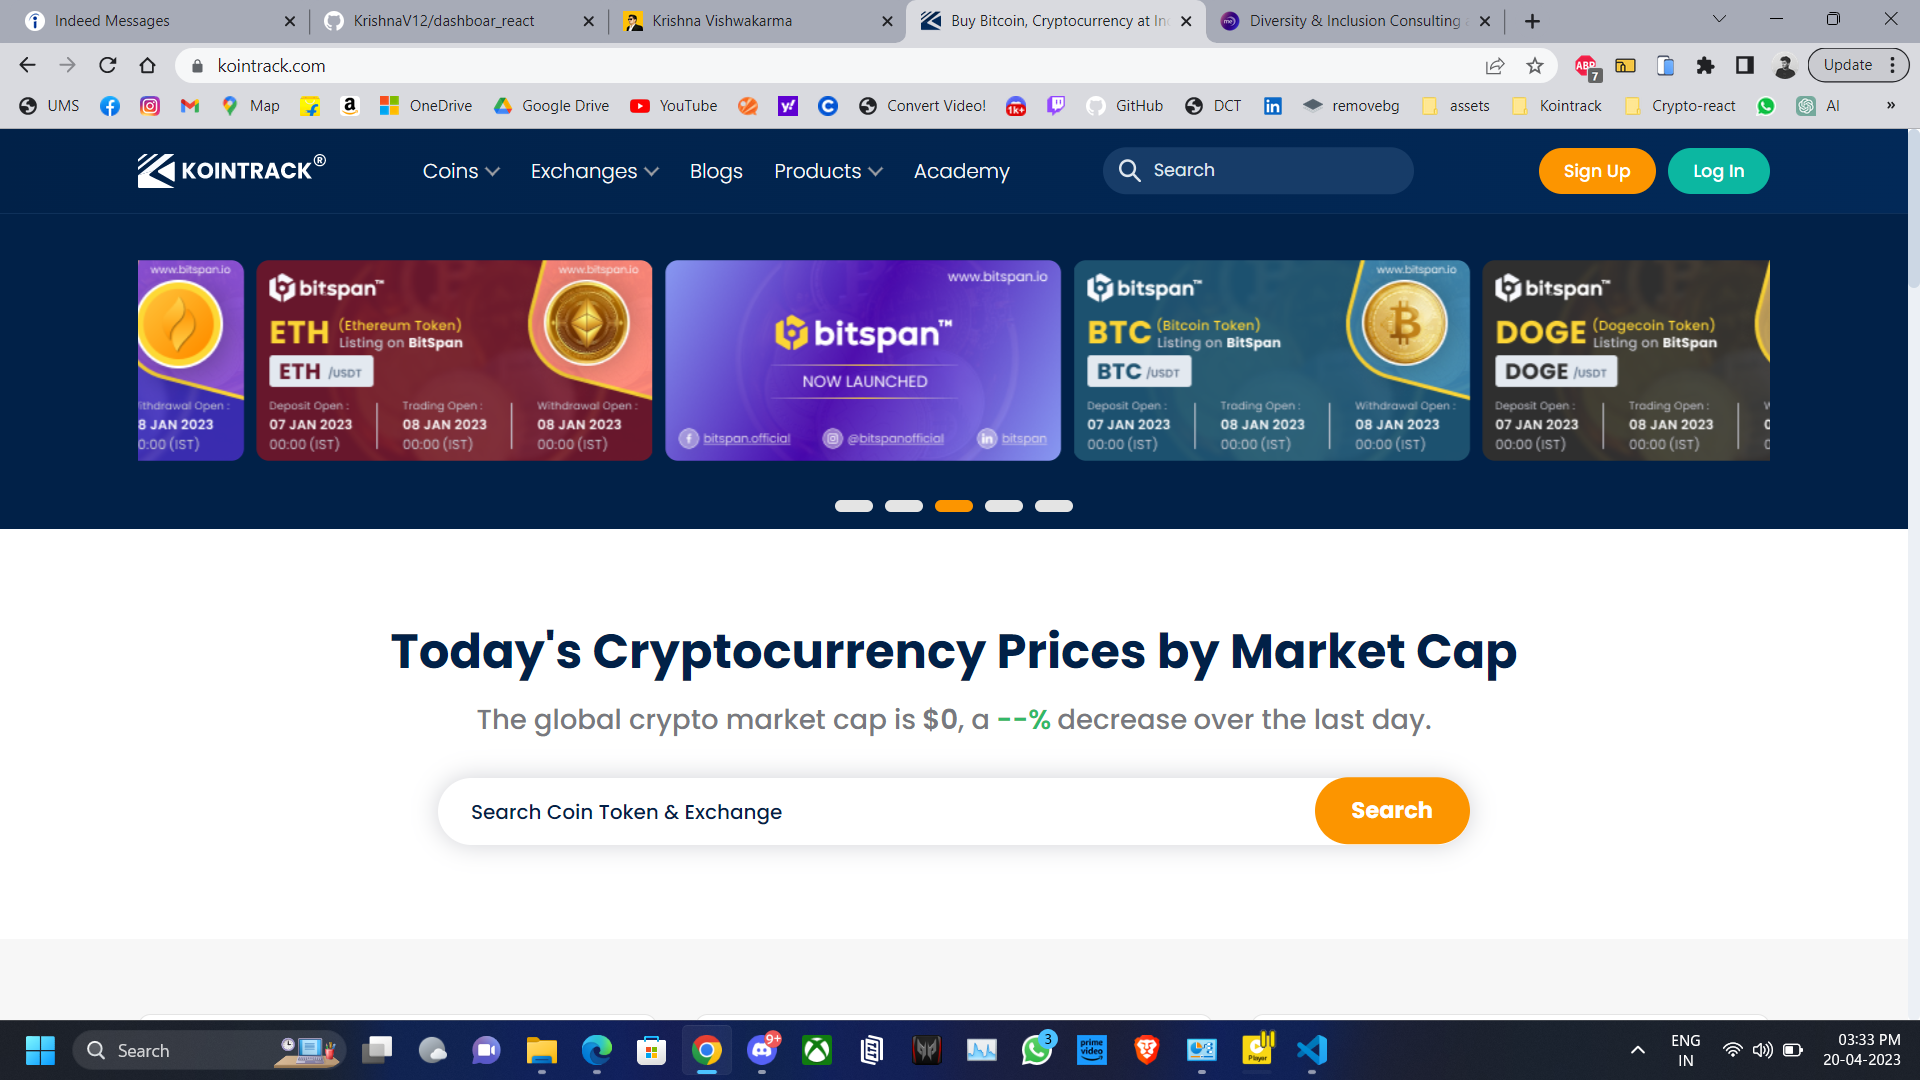 Indeed Messages
KrishnaV12/dashboar_react
Krishna Vishwakarma
Buy Bitcoin, Cryptocurrency at In
Diversity & Inclusion Consulting
kointrack.com
ABP
7
Update
UMS
Map
OneDrive
Google Drive
YouTube
Convert Video!
1k+
GitHub
DCT
removebg
assets
Kointrack
Crypto-react
AI
»
KOINTRACK®
Coins
Exchanges
Blogs
Products
Academy
Search
Sign Up
Log In
www.bitspan.io
ithdrawal Open :
8 JAN 2023
0:00 (IST)
www.bitspan.io
bitspan™
ETH (Ethereum Token)
Listing on BitSpan
ETH /USDT
Deposit Open :
07 JAN 2023
00:00 (IST)
Trading Open :
08 JAN 2023
00:00 (IST)
Withdrawal Open :
08 JAN 2023
00:00 (IST)
www.bitspan.io
bitspan™
NOW LAUNCHED
bitspan.official
@bitspanofficial
bitspan
www.bitspan.io
bitspan™
BTC (Bitcoin Token)
Listing on BitSpan
BTC /USDT
Deposit Open :
07 JAN 2023
00:00 (IST)
Trading Open :
08 JAN 2023
00:00 (IST)
Withdrawal Open :
08 JAN 2023
00:00 (IST)
bitspan™
DOGE (Dogecoin Token)
Listing on BitSpan
DOGE /USDT
Deposit Open :
07 JAN 2023
00:00 (IST)
Trading Open :
08 JAN 2023
00:00 (IST)
Today's Cryptocurrency Prices by Market Cap
The global crypto market cap is $0, a --% decrease over the last day.
Search Coin Token & Exchange
Search
Search
9+
3
prime video
Player
ENG
IN
03:33 PM
20-04-2023